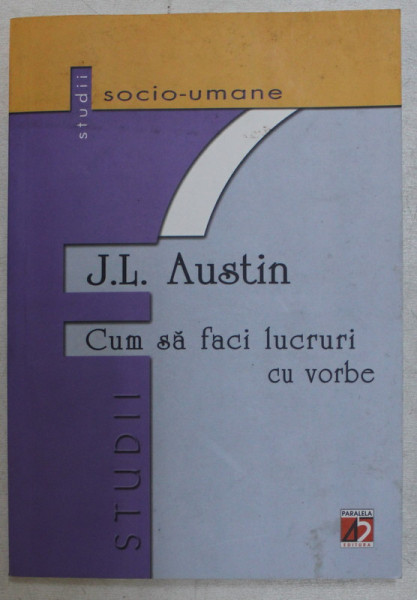 studii
socio-umane
J.L. Austin
Cum să faci lucruri
cu vorbe
STUDII
PARALELA
45
EDITURA